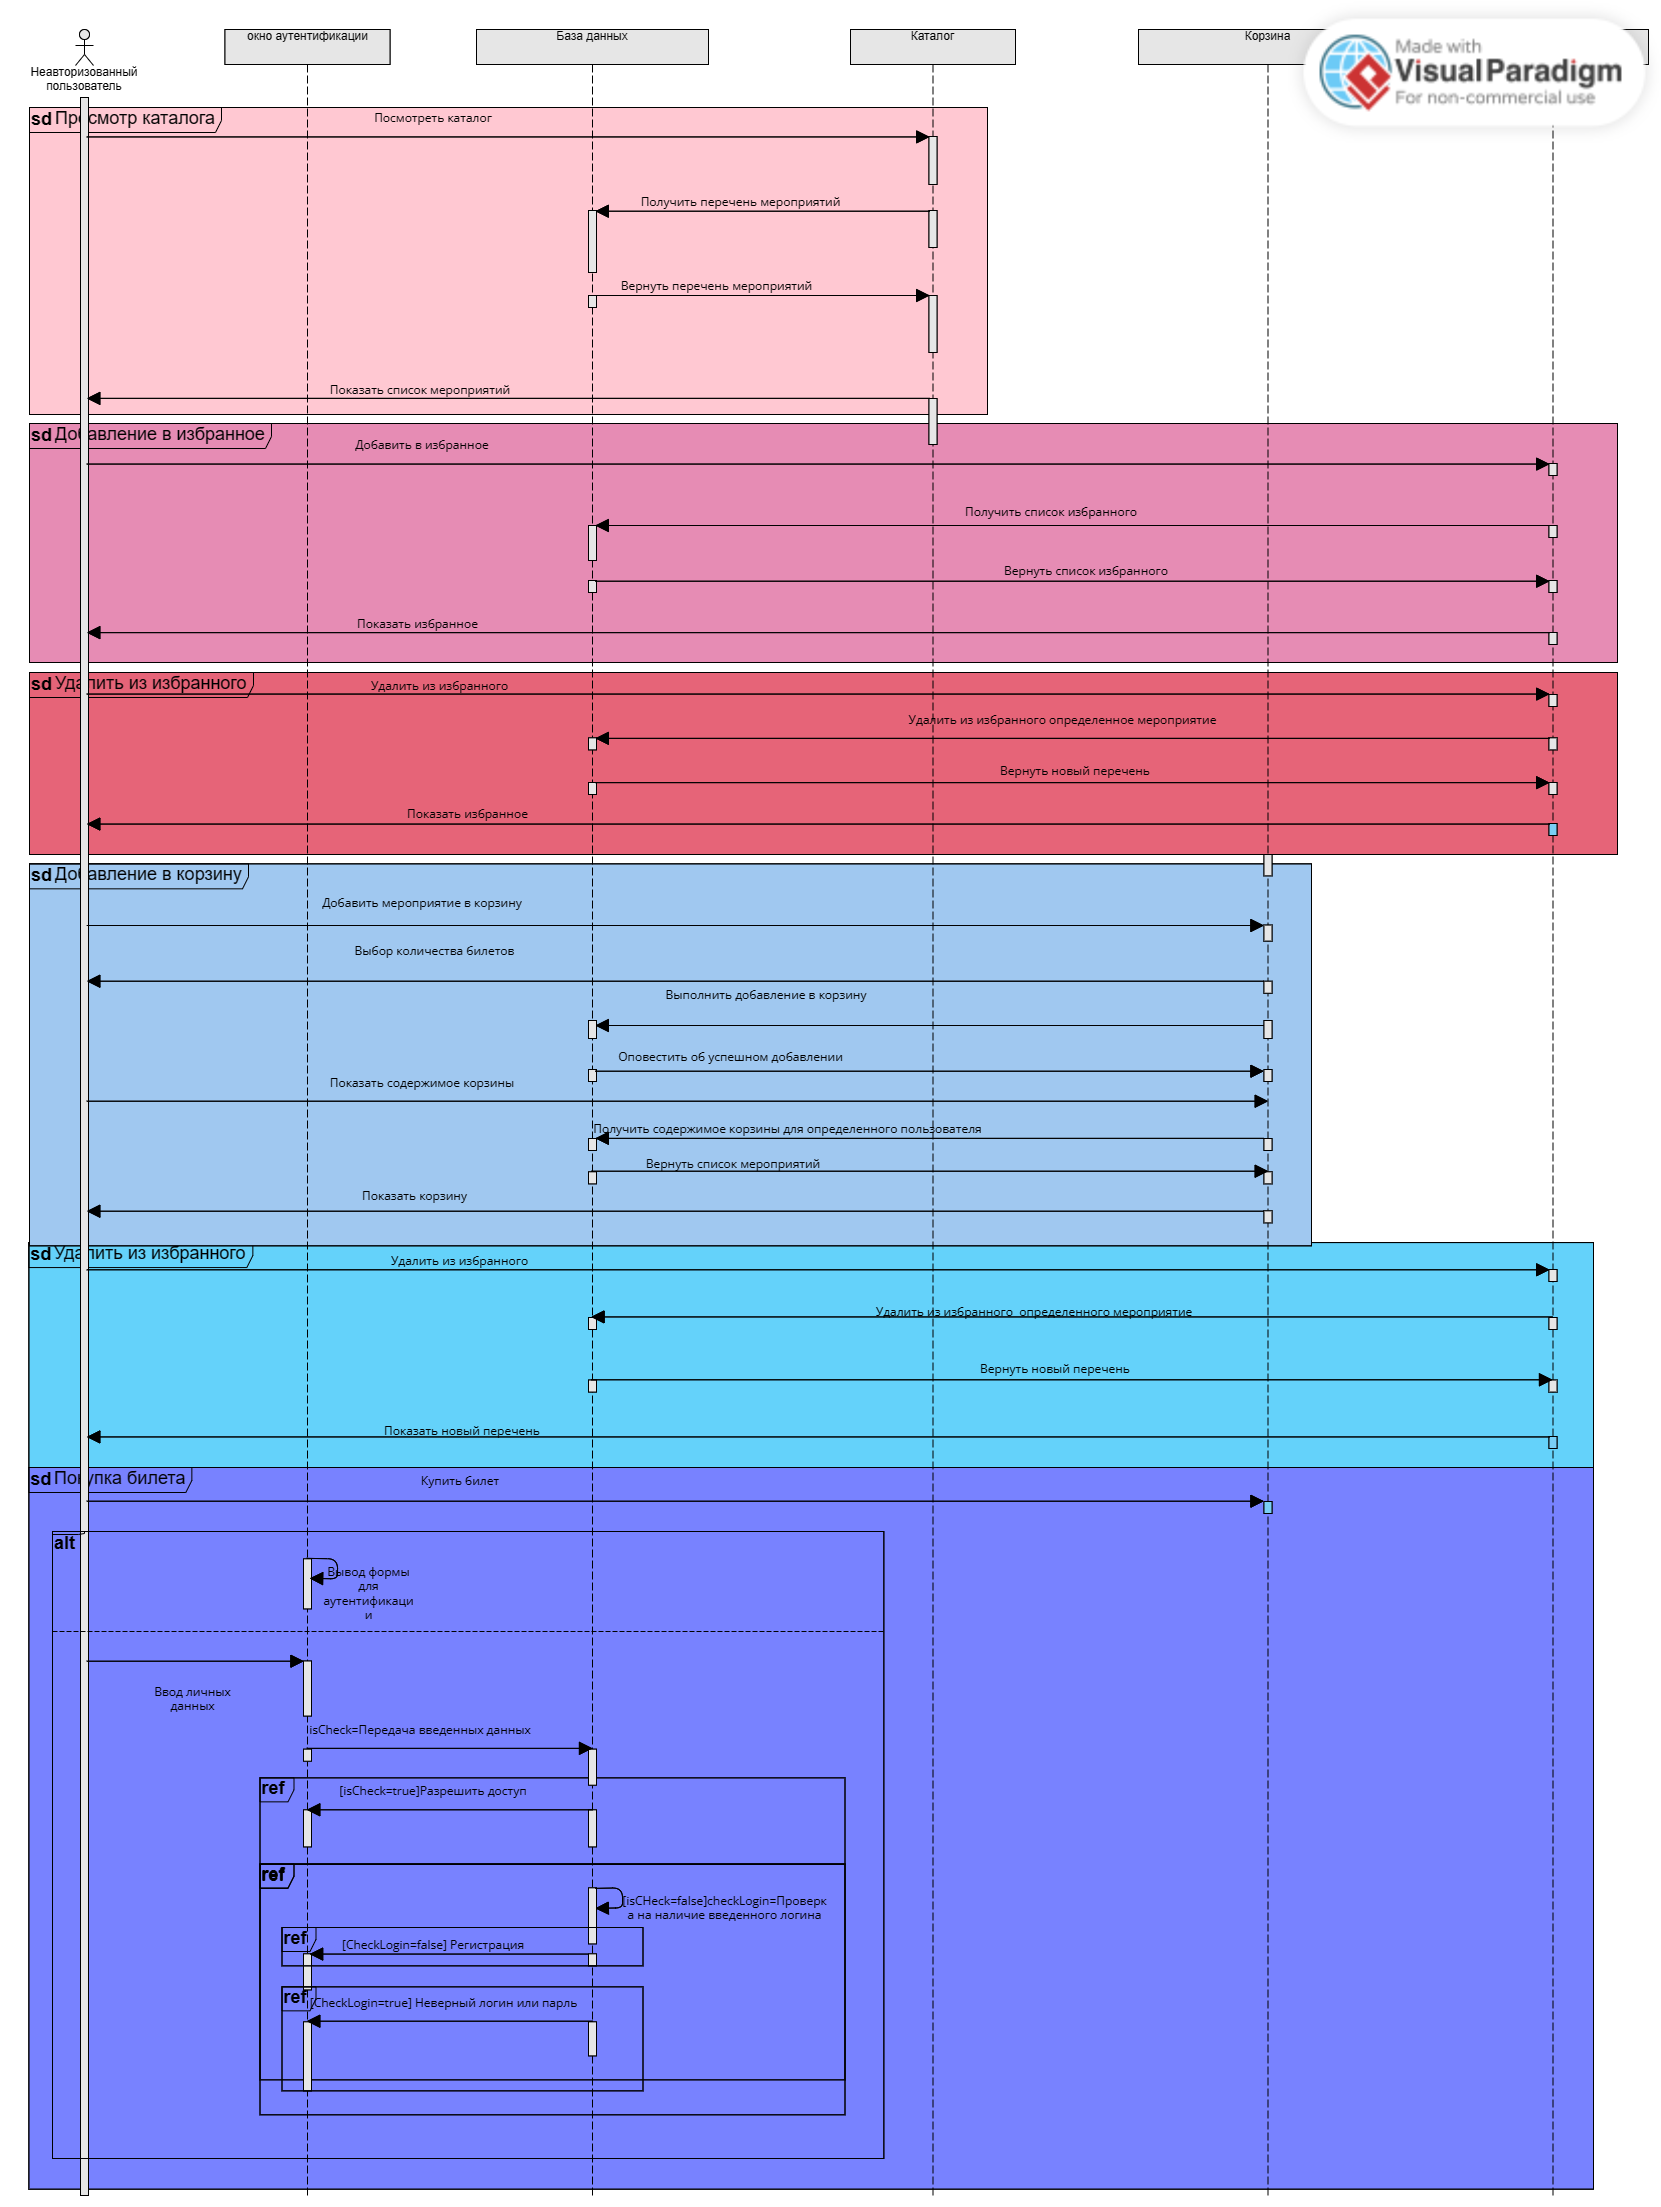 Неавторизованный
пользователь
окно аутентификации
База данных
Каталог
Корзина
Made with
Visual Paradigm
For non-commercial use
sd Просмотр каталога
Посмотреть каталог
Получить перечень мероприятий
Вернуть перечень мероприятий
Показать список мероприятий
sd Добавление в избранное
Добавить в избранное
Получить список избранного
Вернуть список избранного
Показать избранное
sd Удалить из избранного
Удалить из избранного
Удалить из избранного определенное мероприятие
Вернуть новый перечень
Показать избранное
sd Добавление в корзину
Добавить мероприятие в корзину
Выбор количества билетов
Выполнить добавление в корзину
Оповестить об успешном добавлении
Показать содержимое корзины
Получить содержимое корзины для определенного пользователя
Вернуть список мероприятий
Показать корзину
sd Удалить из избранного
Удалить из избранного
Удалить из избранного определенного мероприятие
Вернуть новый перечень
Показать новый перечень
sd Покупка билета
Купить билет
alt
Вывод формы
для
аутентификаци
и
Ввод личных
данных
isCheck=Передача введенных данных
ref
[isCheck=true]Разрешить доступ
ref
[isCHeck=false]checkLogin=Проверк
а на наличие введенного логина
ref
[CheckLogin=false] Регистрация
ref
[CheckLogin=true] Неверный логин или парль